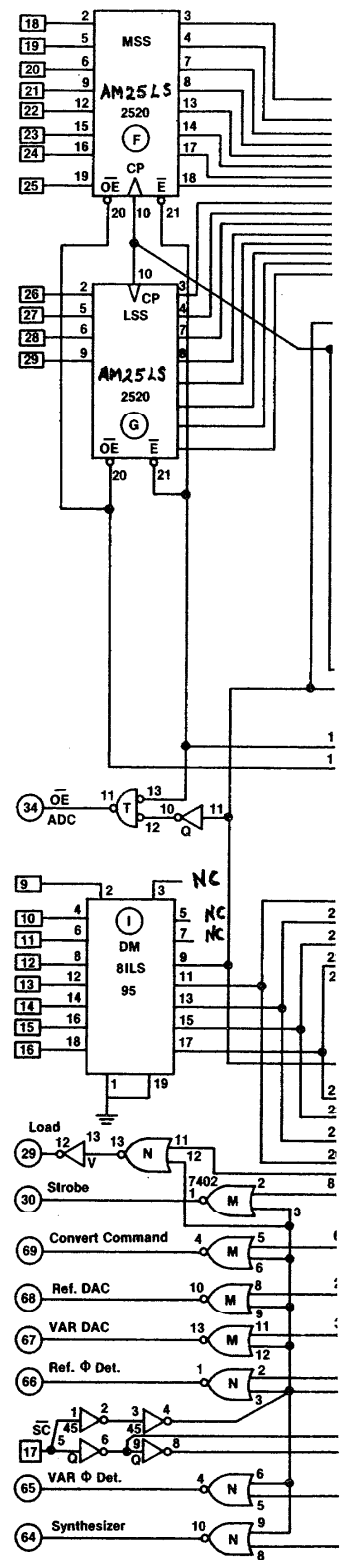 18 2 MSS 3
19 5 4
20 6 7
21 9 AM25LS 8
22 12 2520 13
23 15 F 14
24 16 17
25 19 CP 18
OE E
20 10 21
10
26 2 CP 3
27 5 LSS 4
28 6 7
29 9 8
AM25LS
2520
G
OE E
20 21
1
1
34 OE ADC 11 T 13
12 10 Q 11
9 2 3 NC
10 4 I 5 NC
11 6 DM 7 NC
12 8 81LS 9
13 12 95 11
14 14 13
15 16 15
16 18 17
1 19
Load
29 12 V 13 13 N 11
12
Strobe 7402
30 1 M 2 8
3
Convert Command
69 4 M 5 6
6
Ref. DAC
68 10 M 8 2
9
VAR DAC
67 13 M 11 3
12
Ref. Φ Det.
66 1 N 2
3
SC 1 45 2 3 45 4
17 5 Q 6 9 Q 8
VAR Φ Det.
65 4 N 6
5
Synthesizer
64 10 N 9
8